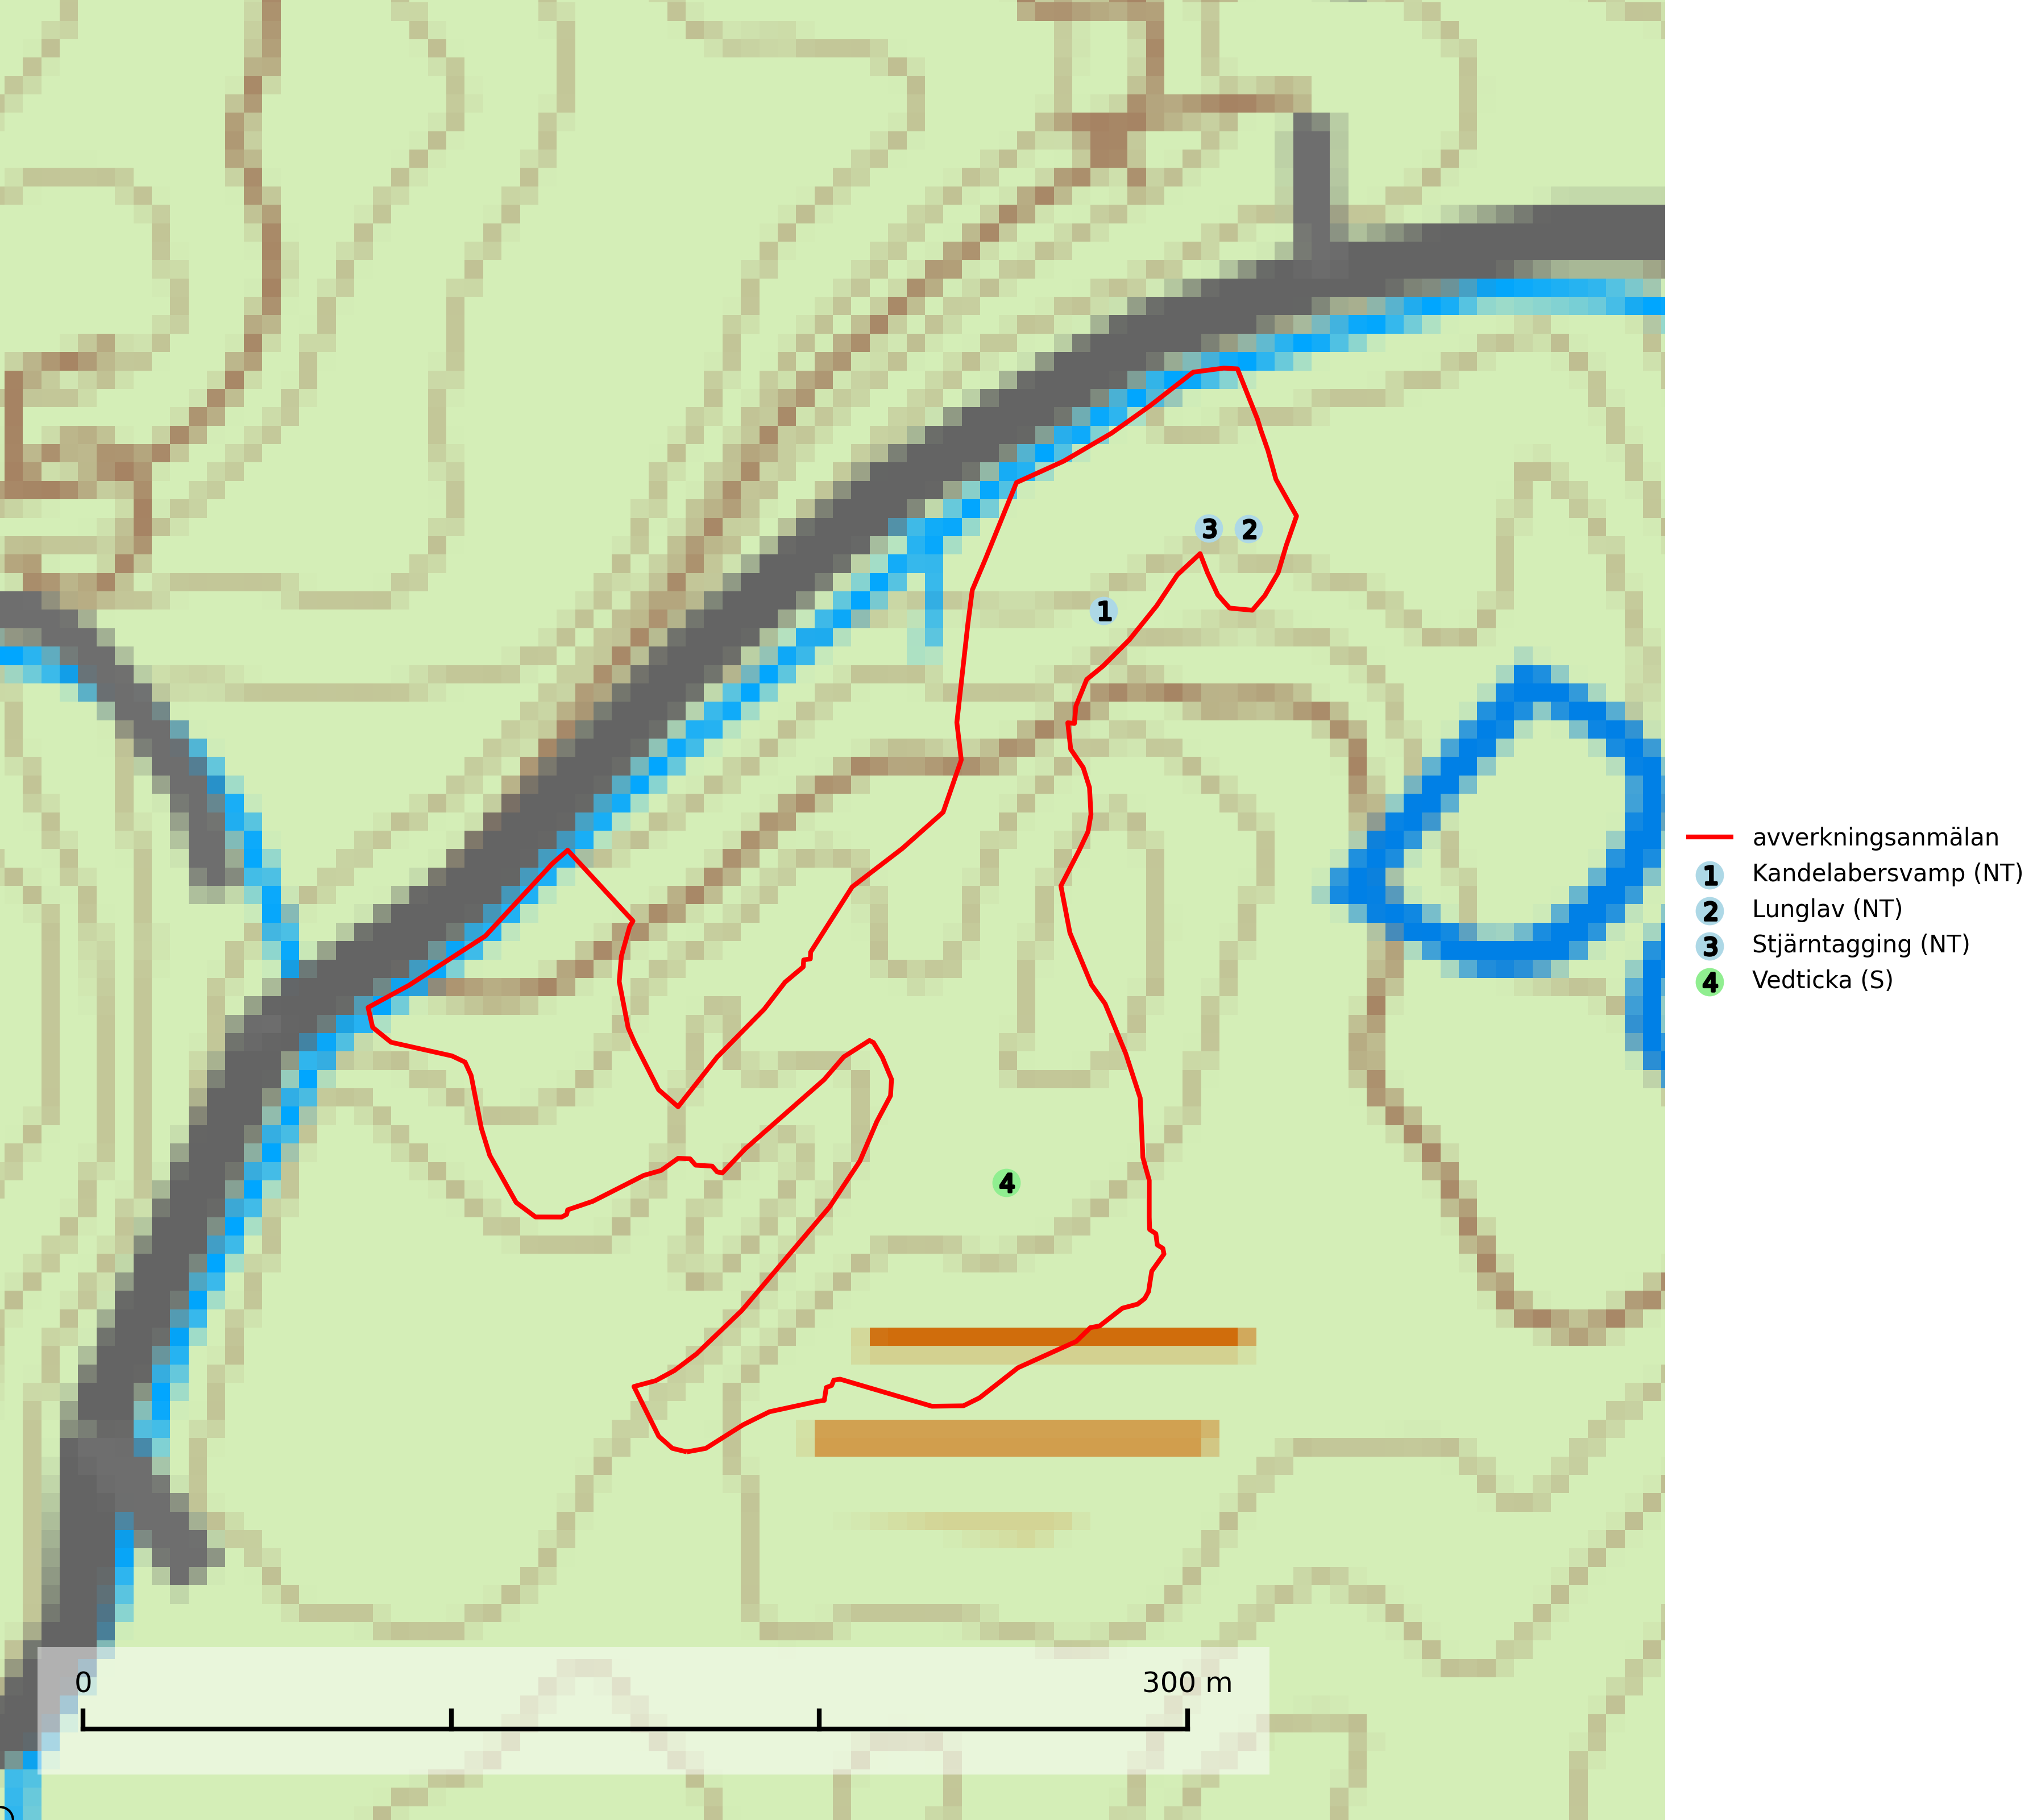 3 2
1
4
avverkningsanmälan
1 Kandelabersvamp (NT)
2 Lunglav (NT)
3 Stjärntagging (NT)
4 Vedticka (S)
0 300 m